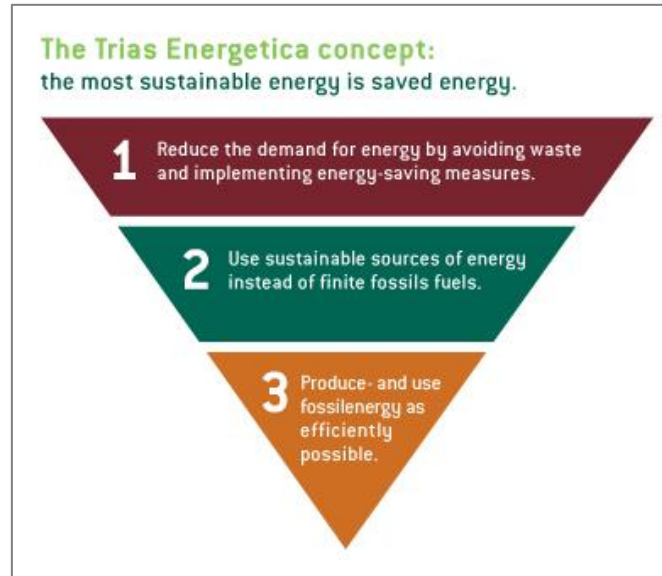 The Trias Energetica concept:
the most sustainable energy is saved energy.
1 Reduce the demand for energy by avoiding waste
and implementing energy-saving measures.
2 Use sustainable sources of energy
instead of finite fossils fuels.
3 Produce- and use
fossilenergy as
efficiently
possible.